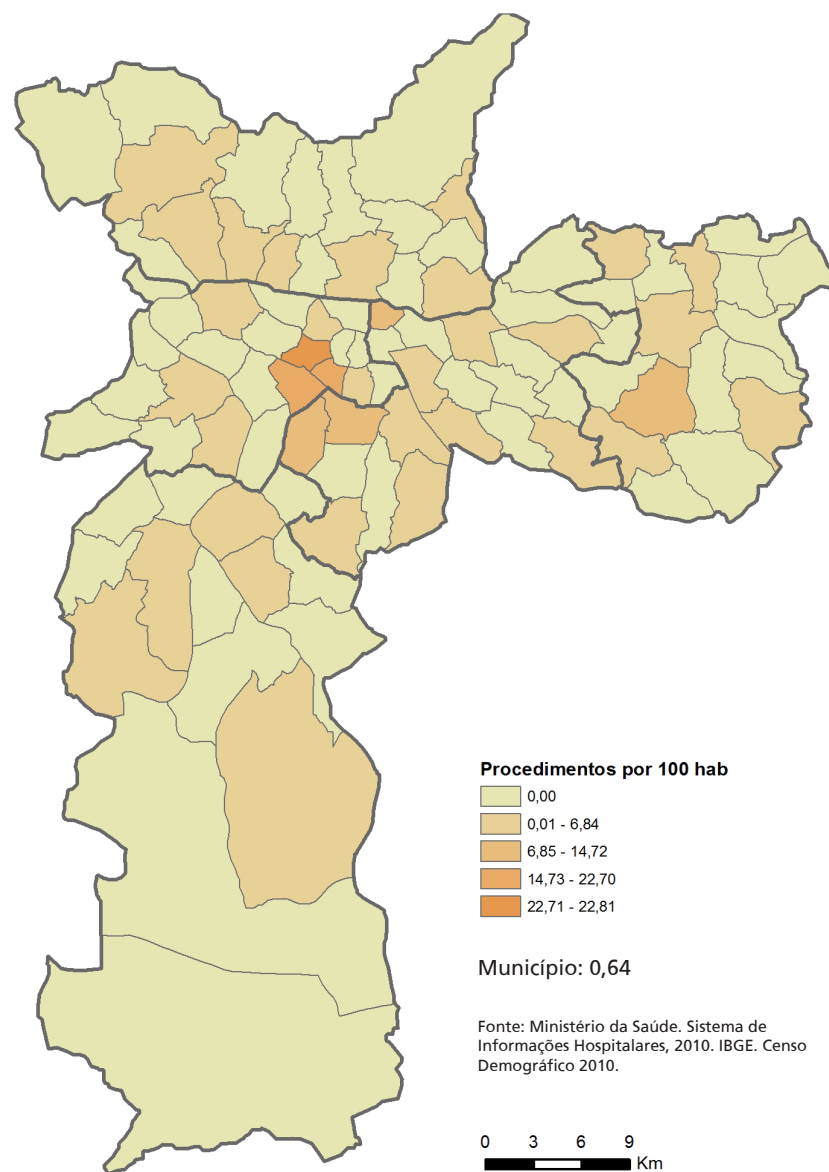 Procedimentos por 100 hab
0,00
0,01 - 6,84
6,85 - 14,72
14,73 - 22,70
22,71 - 22,81
Município: 0,64
Fonte: Ministério da Saúde. Sistema de
Informações Hospitalares, 2010. IBGE. Censo
Demográfico 2010.
0 3 6 9
Km